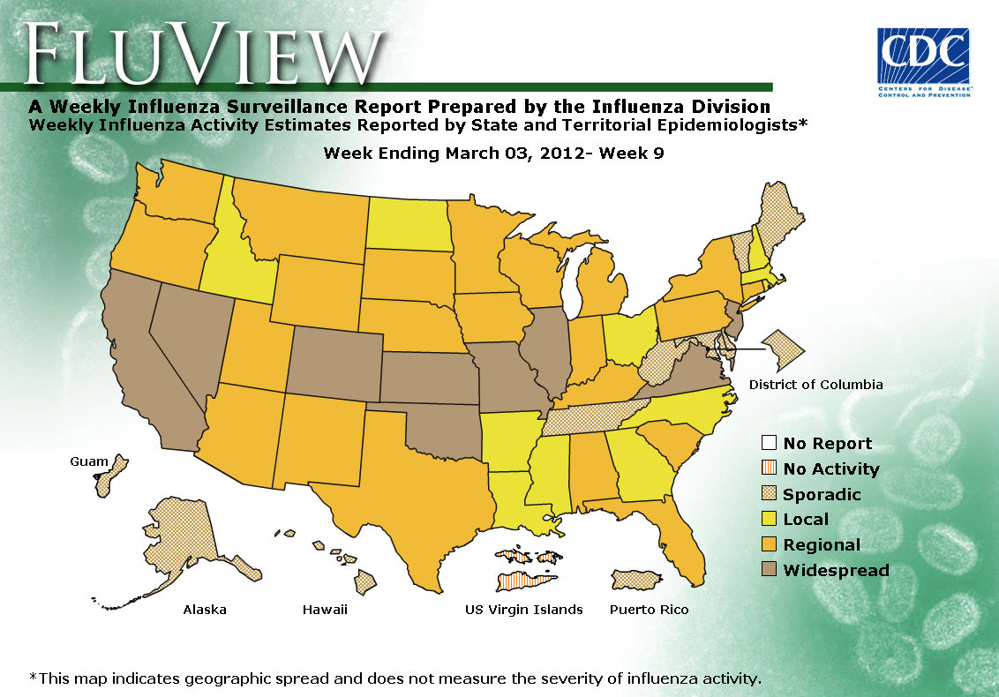 FLUVIEW
CDC
CENTERS FOR DISEASE™
CONTROL AND PREVENTION
A Weekly Influenza Surveillance Report Prepared by the Influenza Division
Weekly Influenza Activity Estimates Reported by State and Territorial Epidemiologists*
Week Ending March 03, 2012- Week 9
District of Columbia
Guam
No Report
No Activity
Sporadic
Local
Regional
Widespread
Alaska
Hawaii
US Virgin Islands
Puerto Rico
*This map indicates geographic spread and does not measure the severity of influenza activity.